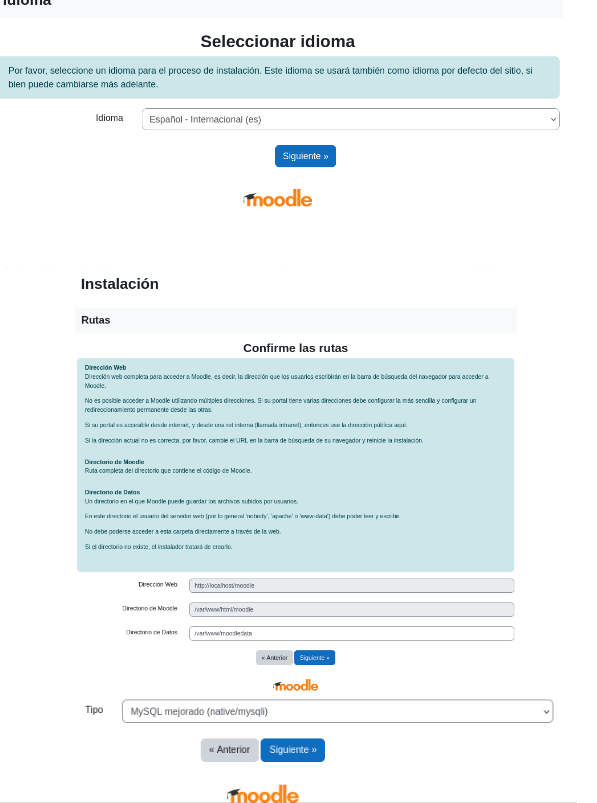 Idioma
Seleccionar idioma
Por favor, seleccione un idioma para el proceso de instalación. Este idioma se usará también como idioma por defecto del sitio, si
bien puede cambiarse más adelante.
Idioma
Español - Internacional (es)
Siguiente »
moodle
Instalación
Rutas
Confirme las rutas
Dirección Web
Dirección web completa para acceder a Moodle, es decir, la dirección que los usuarios escribirán en la barra de búsqueda del navegador para acceder a
Moodle.
No es posible acceder a Moodle utilizando múltiples direcciones. Si su portal tiene varias direcciones debe configurar la más sencilla y configurar un
redireccionamiento permanente desde las otras.
Si su portal es accesible desde internet, y desde una red interna (llamada intranet), entonces use la dirección pública aquí.
Si la dirección actual no es correcta, por favor, cambie el URL en la barra de búsqueda de su navegador y reinicie la instalación.
Directorio de Moodle
Ruta completa del directorio que contiene el código de Moodle.
Directorio de Datos
Un directorio en el que Moodle puede guardar los archivos subidos por usuarios.
En este directorio el usuario del servidor web (por lo general 'nobody', 'apache' o 'www-data') debe poder leer y escribir.
No debe poderse acceder a esta carpeta directamente a través de la web.
Si el directorio no existe, el instalador tratará de crearlo.
Dirección Web
http://localhost/moodle
Directorio de Moodle
/var/www/html/moodle
Directorio de Datos
/var/www/moodledata
« Anterior Siguiente »
moodle
Tipo
MySQL mejorado (native/mysqli)
« Anterior Siguiente »
moodle